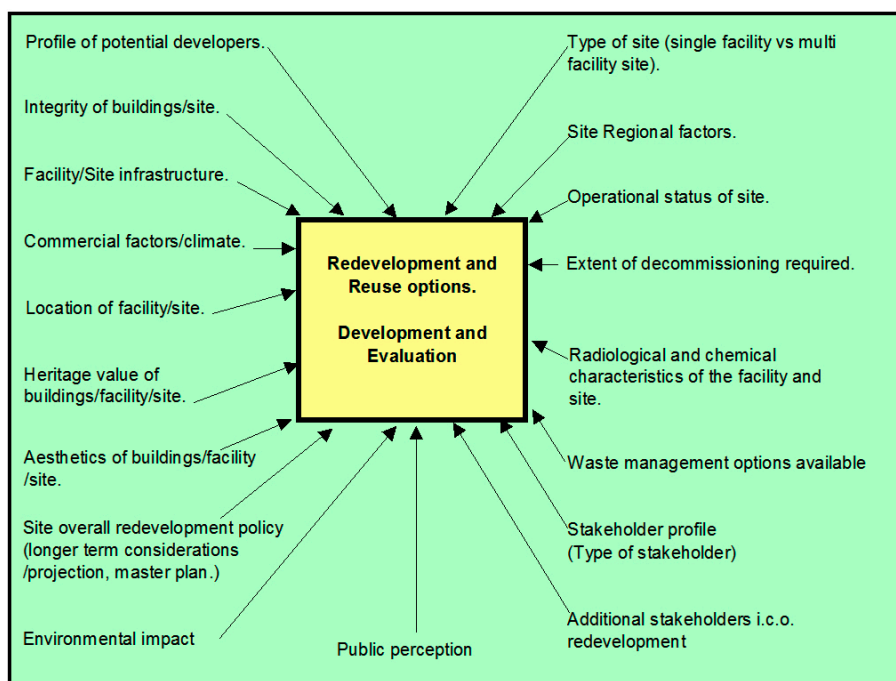 Profile of potential developers.
Integrity of buildings/site.
Facility/Site infrastructure.
Commercial factors/climate.
Location of facility/site.
Heritage value of
buildings/facility/site.
Aesthetics of buildings/facility
/site.
Site overall redevelopment policy
(longer term considerations
/projection, master plan.)
Environmental impact
Public perception
Redevelopment and
Reuse options.
Development and
Evaluation
Type of site (single facility vs multi
facility site).
Site Regional factors.
Operational status of site.
Extent of decommissioning required.
Radiological and chemical
characteristics of the facility and
site.
Waste management options available
Stakeholder profile
(Type of stakeholder)
Additional stakeholders i.c.o.
redevelopment